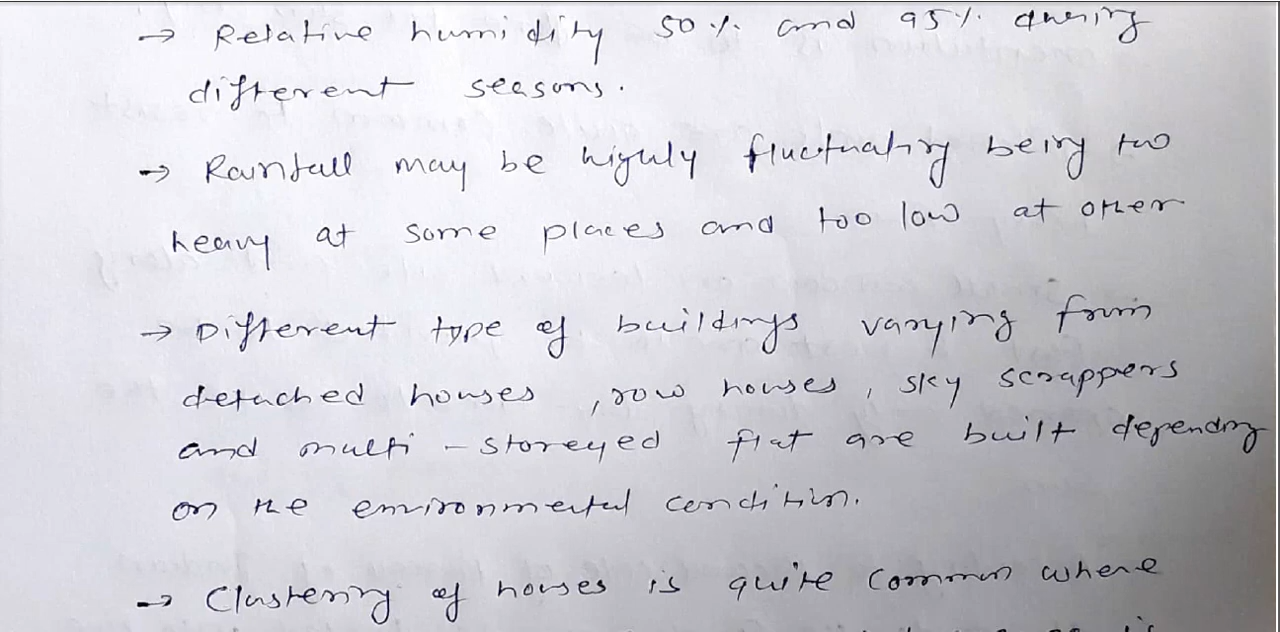 → Relative humidity 50% and 95% during
different seasons.
→ Rainfall may be highly fluctuating being too
heavy at some places and too low at other
→ Different type of buildings varying from
detached houses, row houses, sky scrappers
and multi-storeyed flat are built depending
on the environmental condition.
→ Clustering of houses is quite common where